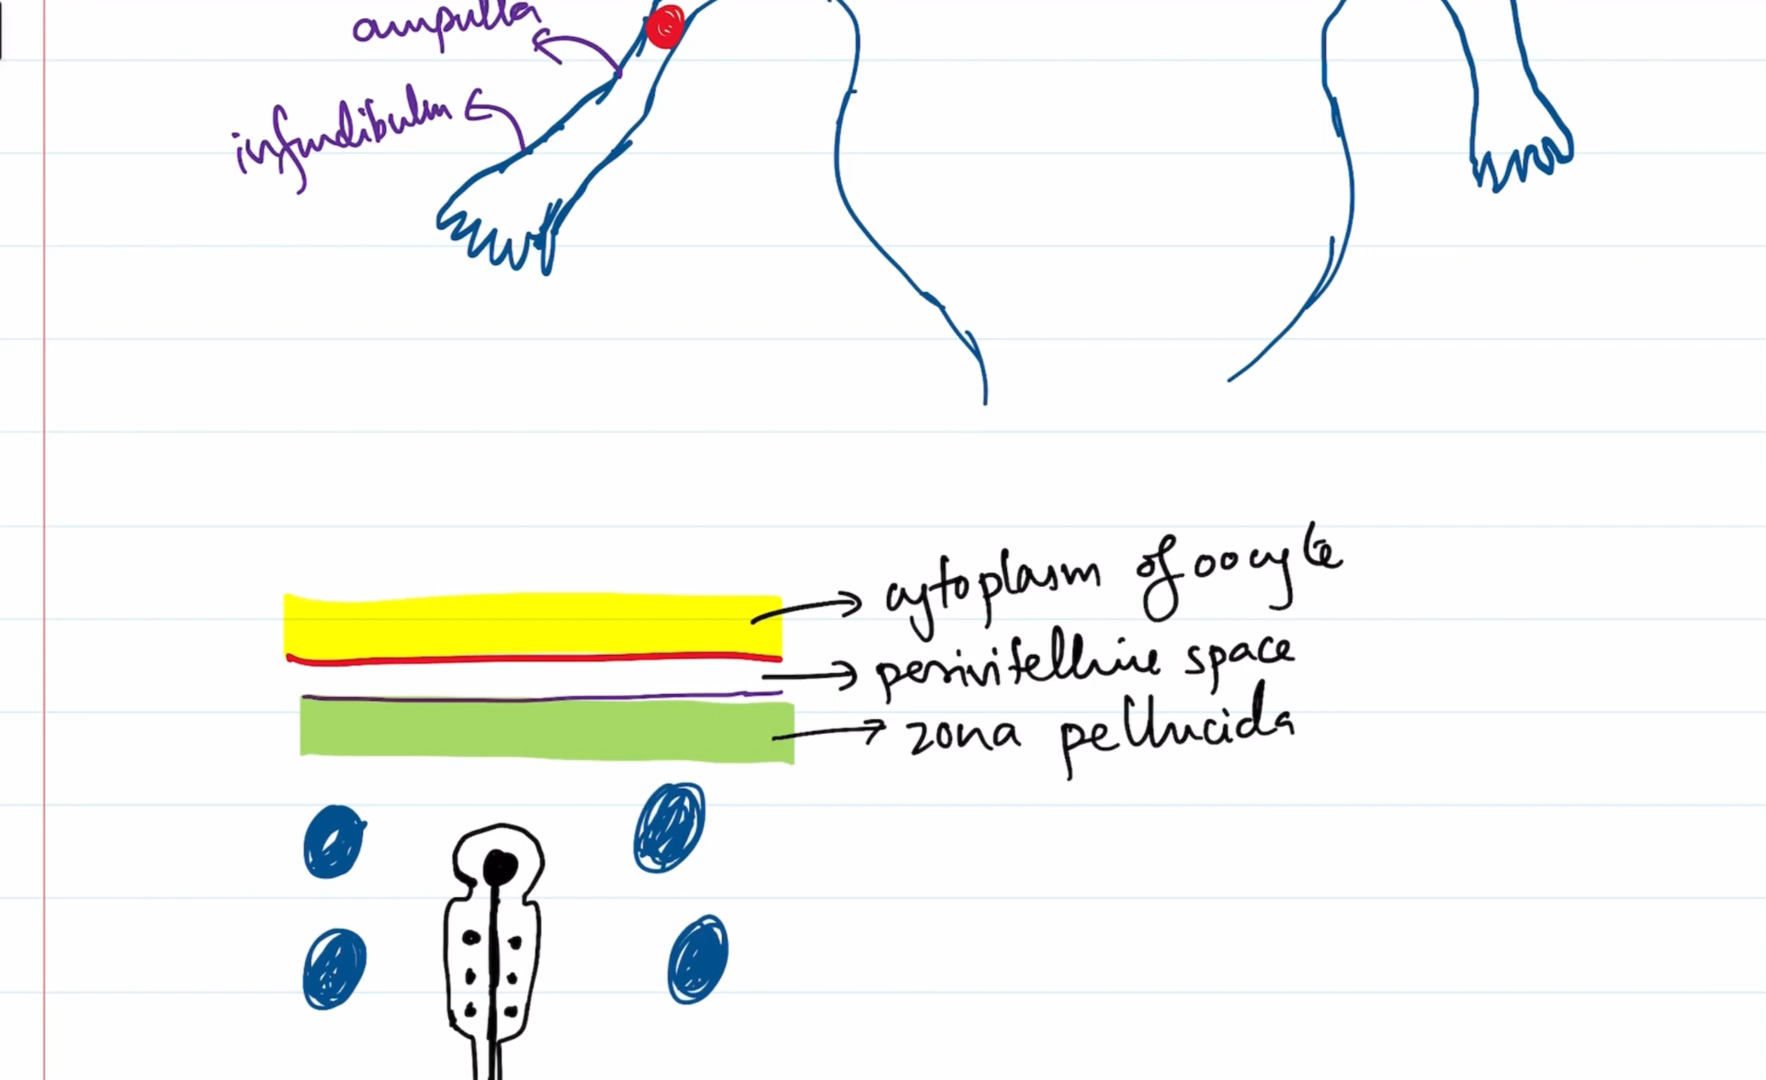 ampulla
infundibulum
cytoplasm of oocyte
perivitelline space
zona pellucida